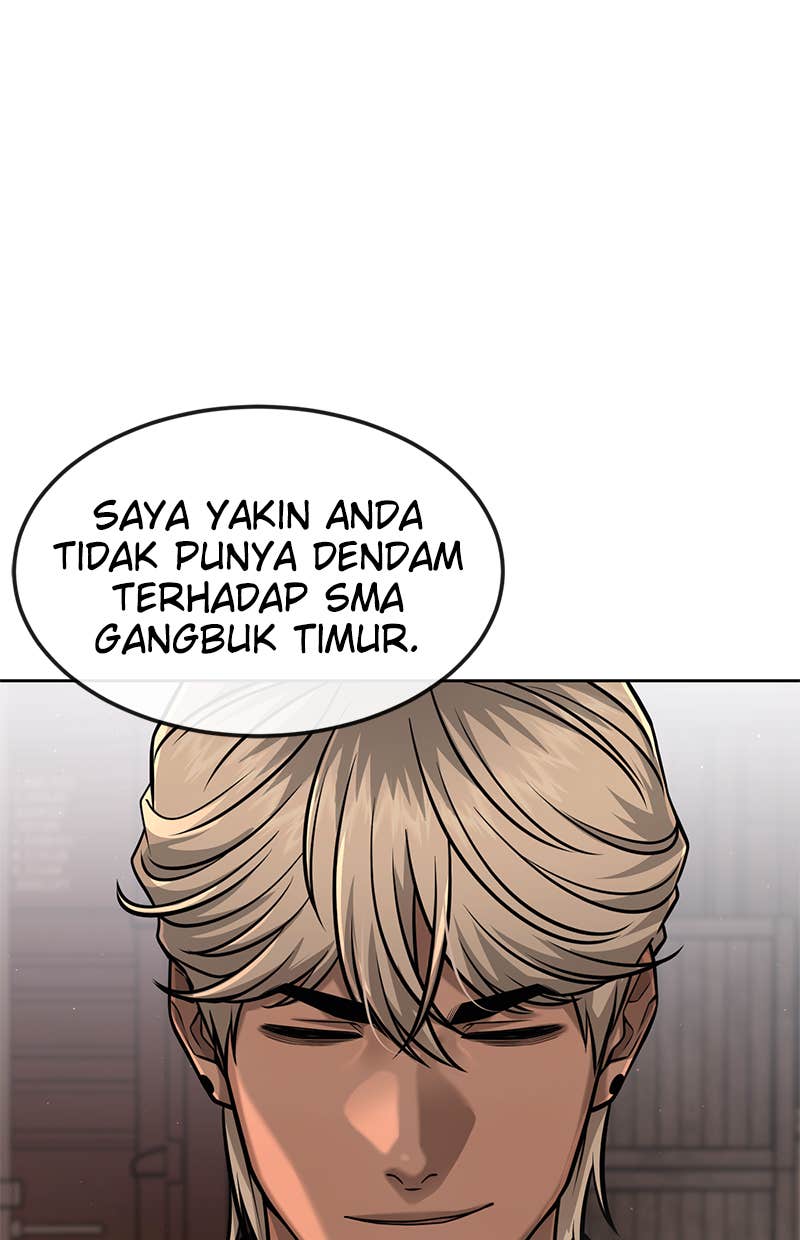 SAYA YAKIN ANDA
TIDAK PUNYA DENDAM
TERHADAP SMA
GANGBUK TIMUR.